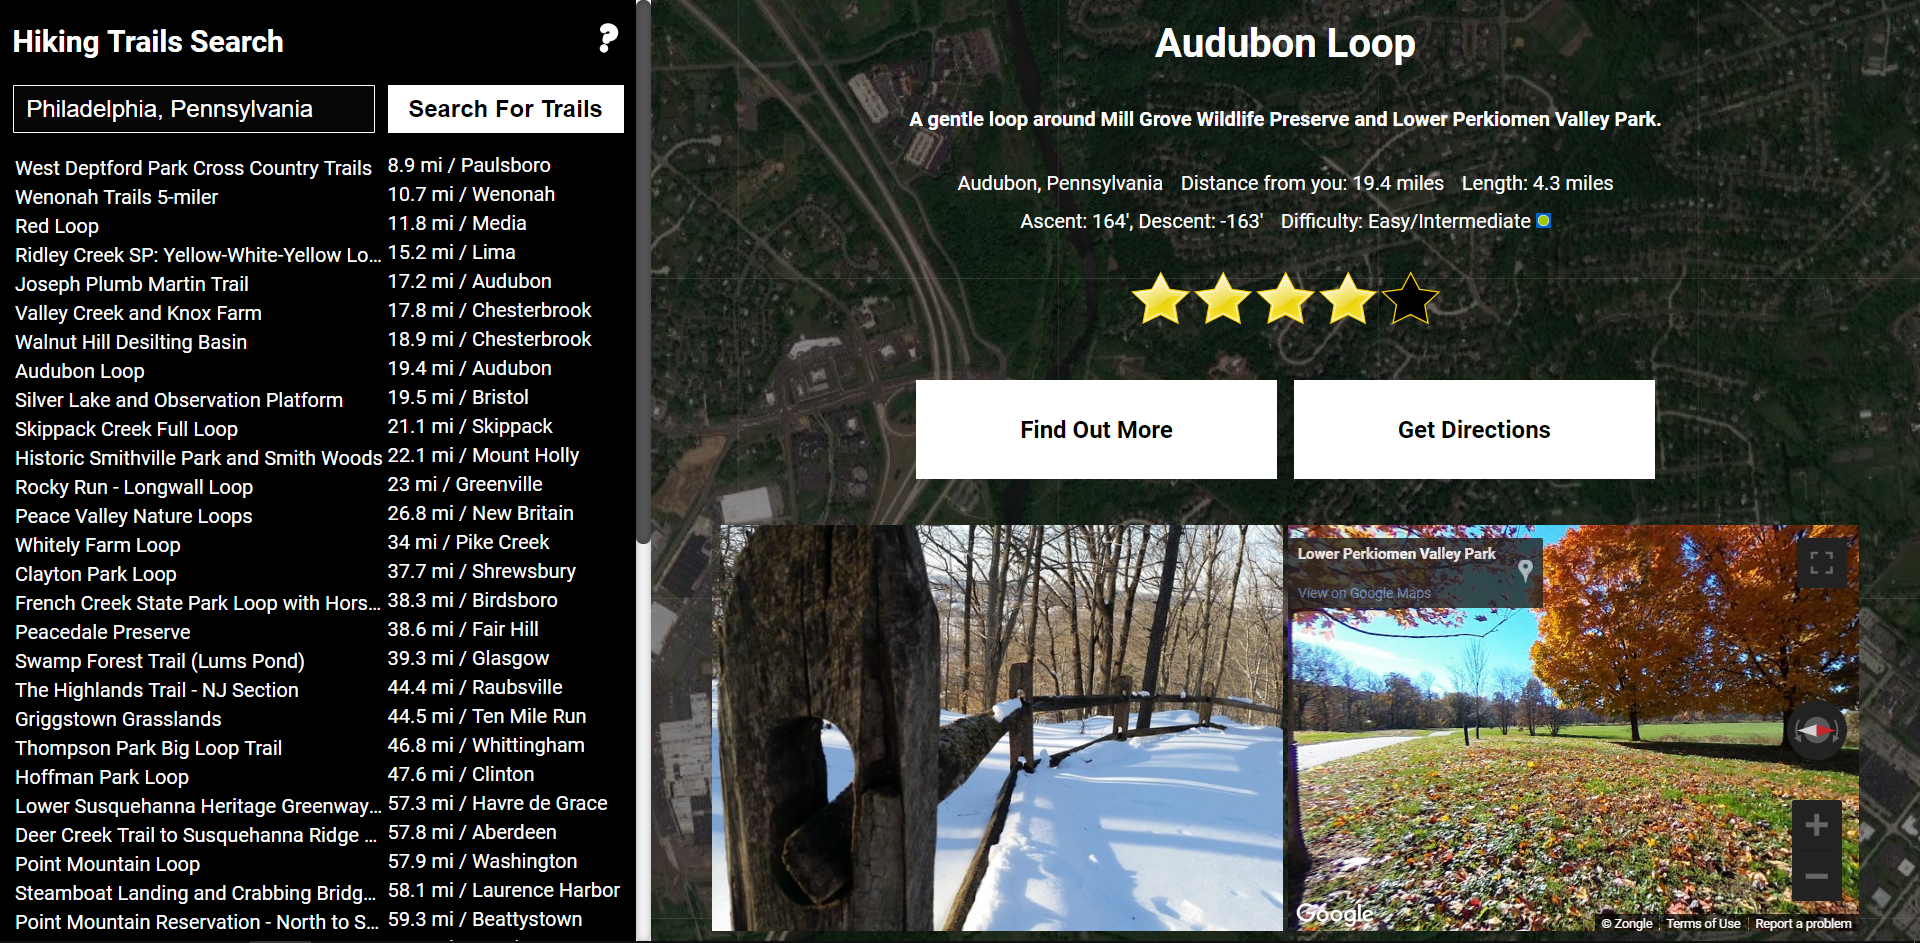 Hiking Trails Search
?
Philadelphia, Pennsylvania
Search For Trails
West Deptford Park Cross Country Trails 8.9 mi / Paulsboro
Wenonah Trails 5-miler 10.7 mi / Wenonah
Red Loop 11.8 mi / Media
Ridley Creek SP: Yellow-White-Yellow Lo... 15.2 mi / Lima
Joseph Plumb Martin Trail 17.2 mi / Audubon
Valley Creek and Knox Farm 17.8 mi / Chesterbrook
Walnut Hill Desilting Basin 18.9 mi / Chesterbrook
Audubon Loop 19.4 mi / Audubon
Silver Lake and Observation Platform 19.5 mi / Bristol
Skippack Creek Full Loop 21.1 mi / Skippack
Historic Smithville Park and Smith Woods 22.1 mi / Mount Holly
Rocky Run - Longwall Loop 23 mi / Greenville
Peace Valley Nature Loops 26.8 mi / New Britain
Whitely Farm Loop 34 mi / Pike Creek
Clayton Park Loop 37.7 mi / Shrewsbury
French Creek State Park Loop with Hors... 38.3 mi / Birdsboro
Peacedale Preserve 38.6 mi / Fair Hill
Swamp Forest Trail (Lums Pond) 39.3 mi / Glasgow
The Highlands Trail - NJ Section 44.4 mi / Raubsville
Griggstown Grasslands 44.5 mi / Ten Mile Run
Thompson Park Big Loop Trail 46.8 mi / Whittingham
Hoffman Park Loop 47.6 mi / Clinton
Lower Susquehanna Heritage Greenway... 57.3 mi / Havre de Grace
Deer Creek Trail to Susquehanna Ridge ... 57.8 mi / Aberdeen
Point Mountain Loop 57.9 mi / Washington
Steamboat Landing and Crabbing Bridg... 58.1 mi / Laurence Harbor
Point Mountain Reservation - North to S... 59.3 mi / Beattystown
Audubon Loop
A gentle loop around Mill Grove Wildlife Preserve and Lower Perkiomen Valley Park.
Audubon, Pennsylvania Distance from you: 19.4 miles Length: 4.3 miles
Ascent: 164', Descent: -163' Difficulty: Easy/Intermediate
Find Out More
Get Directions
Lower Perkiomen Valley Park
View on Google Maps
Google
© Zongle
Terms of Use
Report a problem